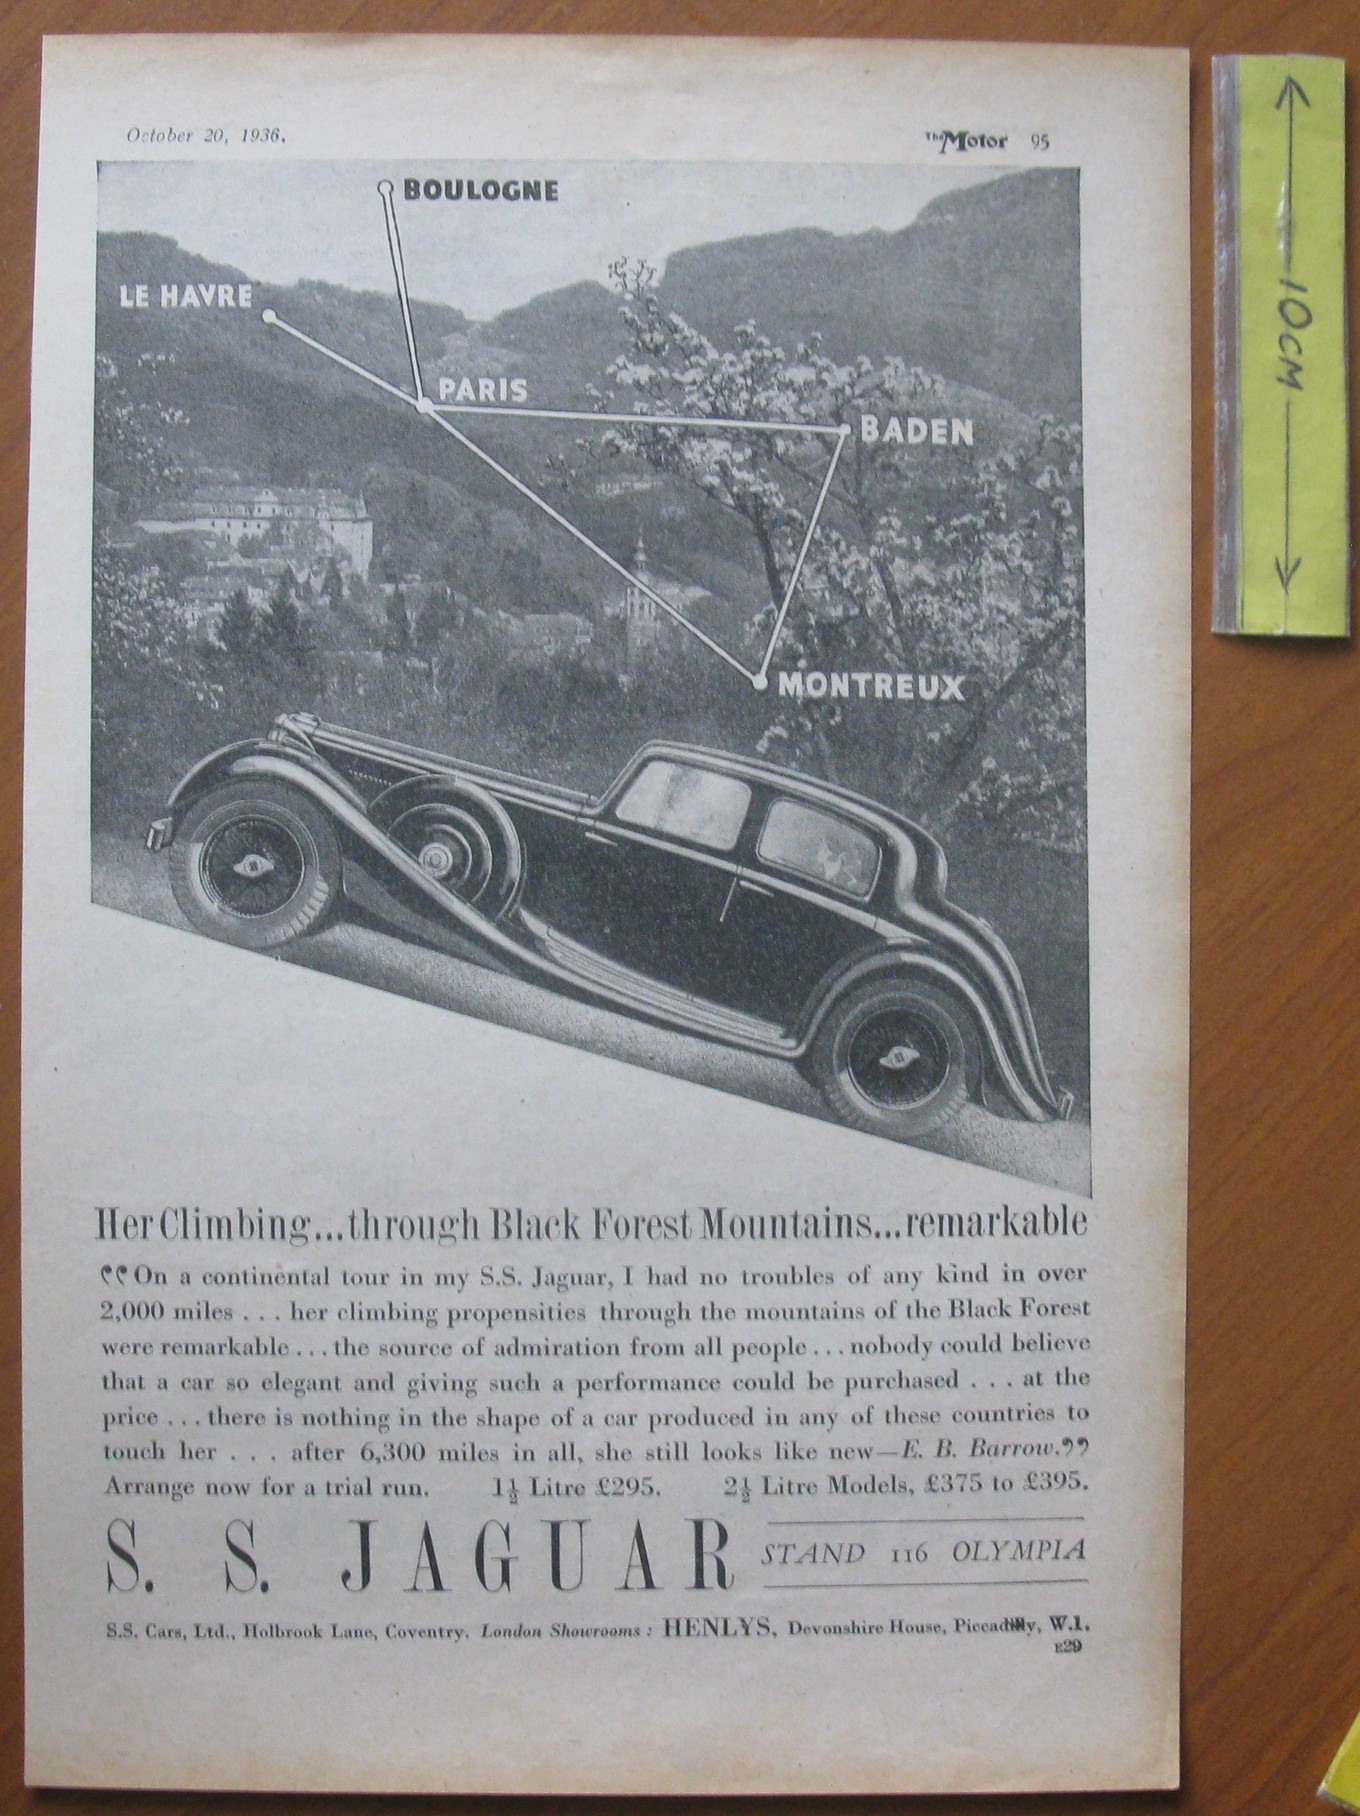 October 20, 1936.
The Motor 95
BOULOGNE
LE HAVRE
PARIS
BADEN
MONTREUX
Her Climbing...through Black Forest Mountains...remarkable
“On a continental tour in my S.S. Jaguar, I had no troubles of any kind in over
2,000 miles . . . her climbing propensities through the mountains of the Black Forest
were remarkable . . . the source of admiration from all people . . . nobody could believe
that a car so elegant and giving such a performance could be purchased . . . at the
price . . . there is nothing in the shape of a car produced in any of these countries to
touch her . . . after 6,300 miles in all, she still looks like new—E. B. Barrow.”
Arrange now for a trial run. 1½ Litre £295. 2½ Litre Models, £375 to £395.
S. S. JAGUAR
STAND 116 OLYMPIA
S.S. Cars, Ltd., Holbrook Lane, Coventry. London Showrooms : HENLYS, Devonshire House, Piccadilly, W.1.
E29
10CM